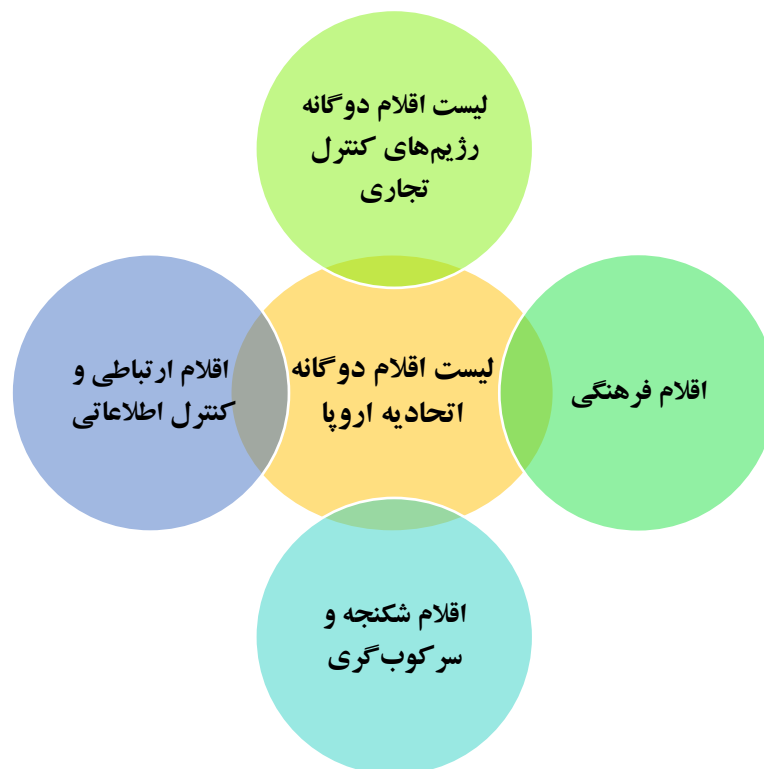 لیست اقلام دوگانه
رژیم‌های کنترل
تجاری
اقلام فرهنگی
لیست اقلام دوگانه
اتحادیه اروپا
اقلام ارتباطی و
کنترل اطلاعاتی
اقلام شکنجه و
سرکوب‌گری